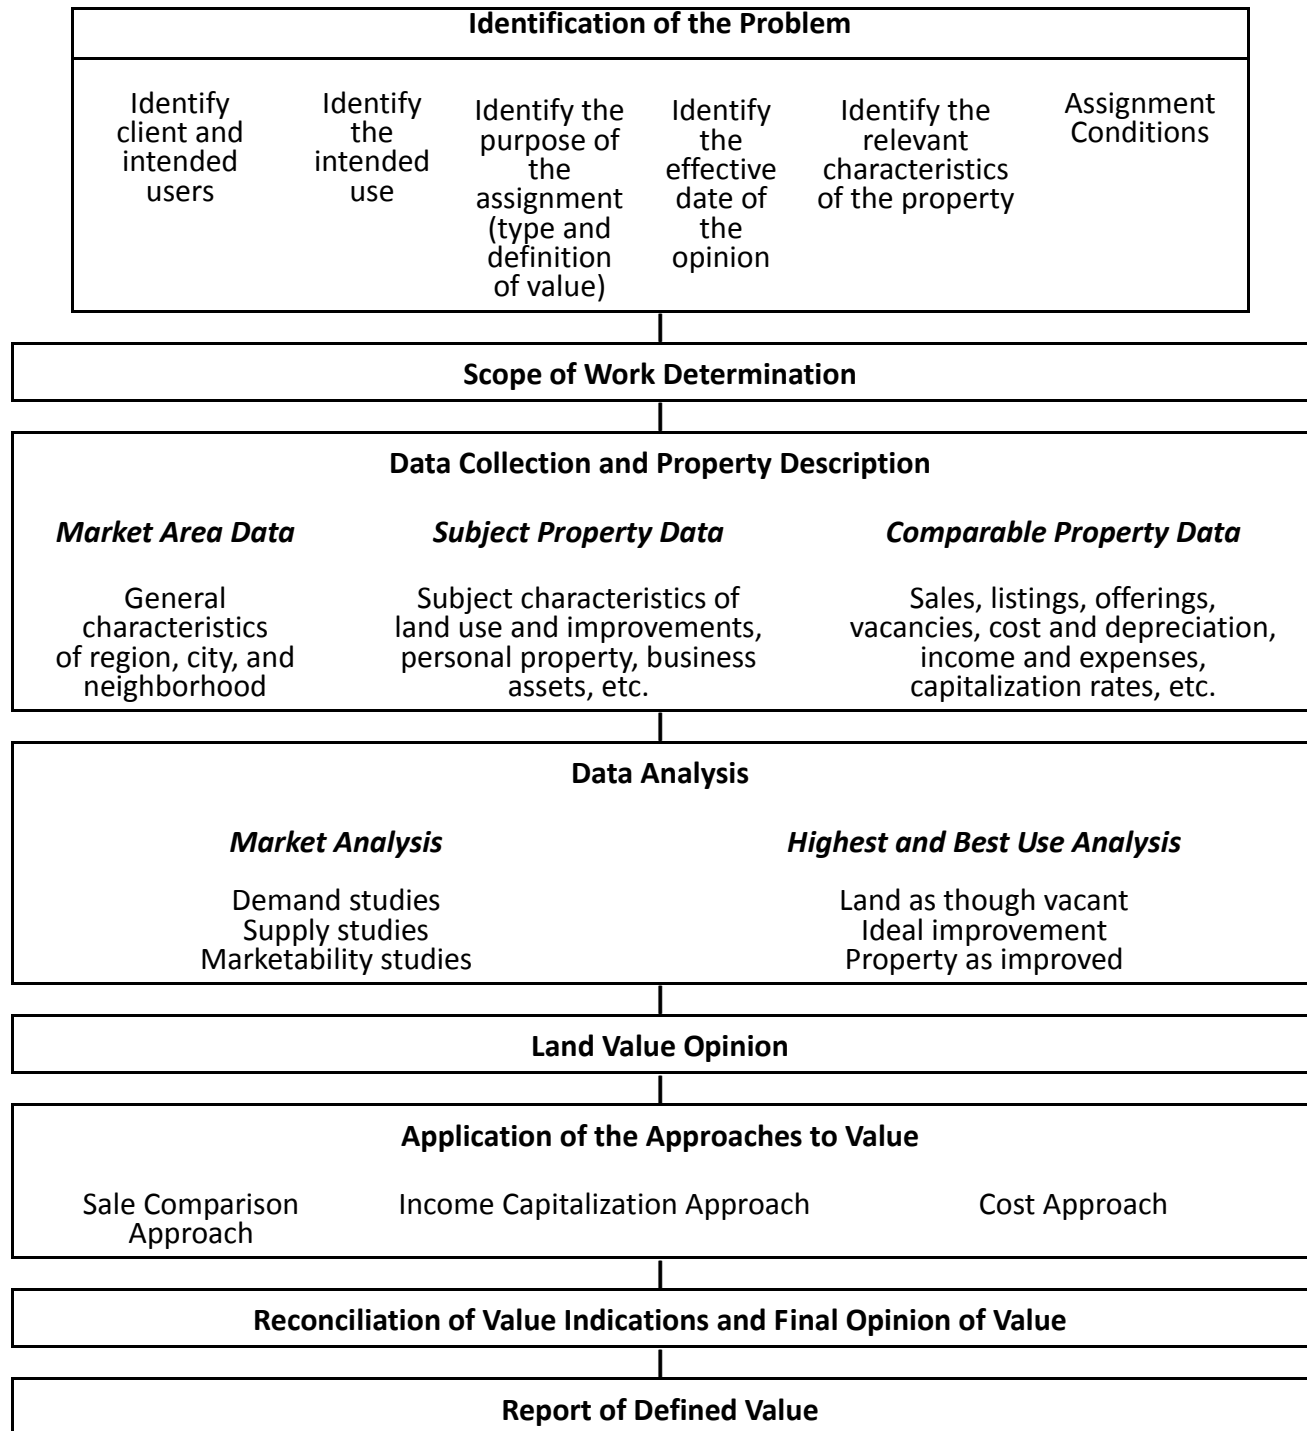 Identification of the Problem
Identify
client and
intended
users
Identify
the
intended
use
Identify the
purpose of
the
assignment
(type and
definition
of value)
Identify
the
effective
date of
the
opinion
Identify the
relevant
characteristics
of the property
Assignment
Conditions
Scope of Work Determination
Data Collection and Property Description
Market Area Data
General
characteristics
of region, city, and
neighborhood
Subject Property Data
Subject characteristics of
land use and improvements,
personal property, business
assets, etc.
Comparable Property Data
Sales, listings, offerings,
vacancies, cost and depreciation,
income and expenses,
capitalization rates, etc.
Data Analysis
Market Analysis
Demand studies
Supply studies
Marketability studies
Highest and Best Use Analysis
Land as though vacant
Ideal improvement
Property as improved
Land Value Opinion
Application of the Approaches to Value
Sale Comparison
Approach
Income Capitalization Approach
Cost Approach
Reconciliation of Value Indications and Final Opinion of Value
Report of Defined Value